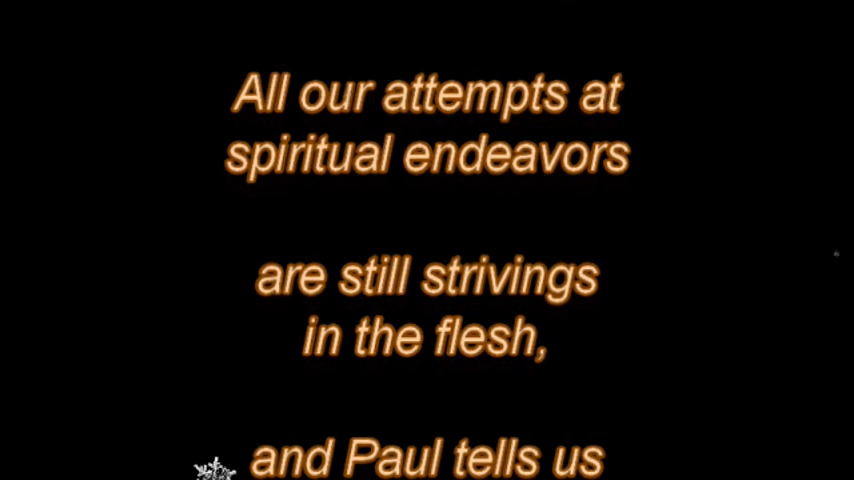 All our attempts at
spiritual endeavors
are still strivings
in the flesh,
and Paul tells us